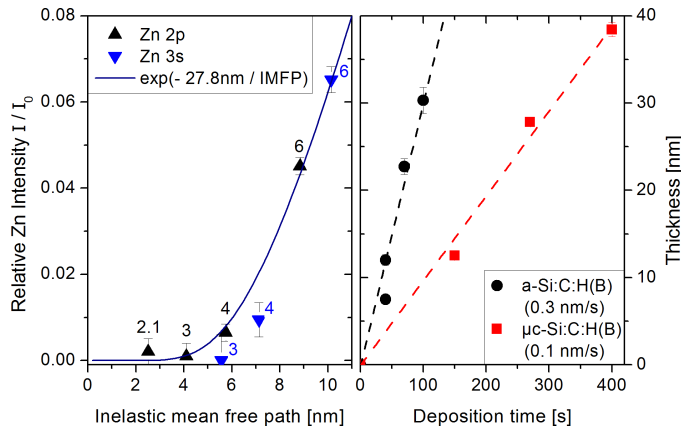 Zn 2p
Zn 3s
exp(- 27.8nm / IMFP)
Relative Zn Intensity I / I₀
0.08
0.06
0.04
0.02
0.00
2.1
3
4
6
3
4
6
0 2 4 6 8 10
Inelastic mean free path [nm]
a-Si:C:H(B)
(0.3 nm/s)
µc-Si:C:H(B)
(0.1 nm/s)
40
30
20
10
0
Thickness [nm]
0 100 200 300 400
Deposition time [s]